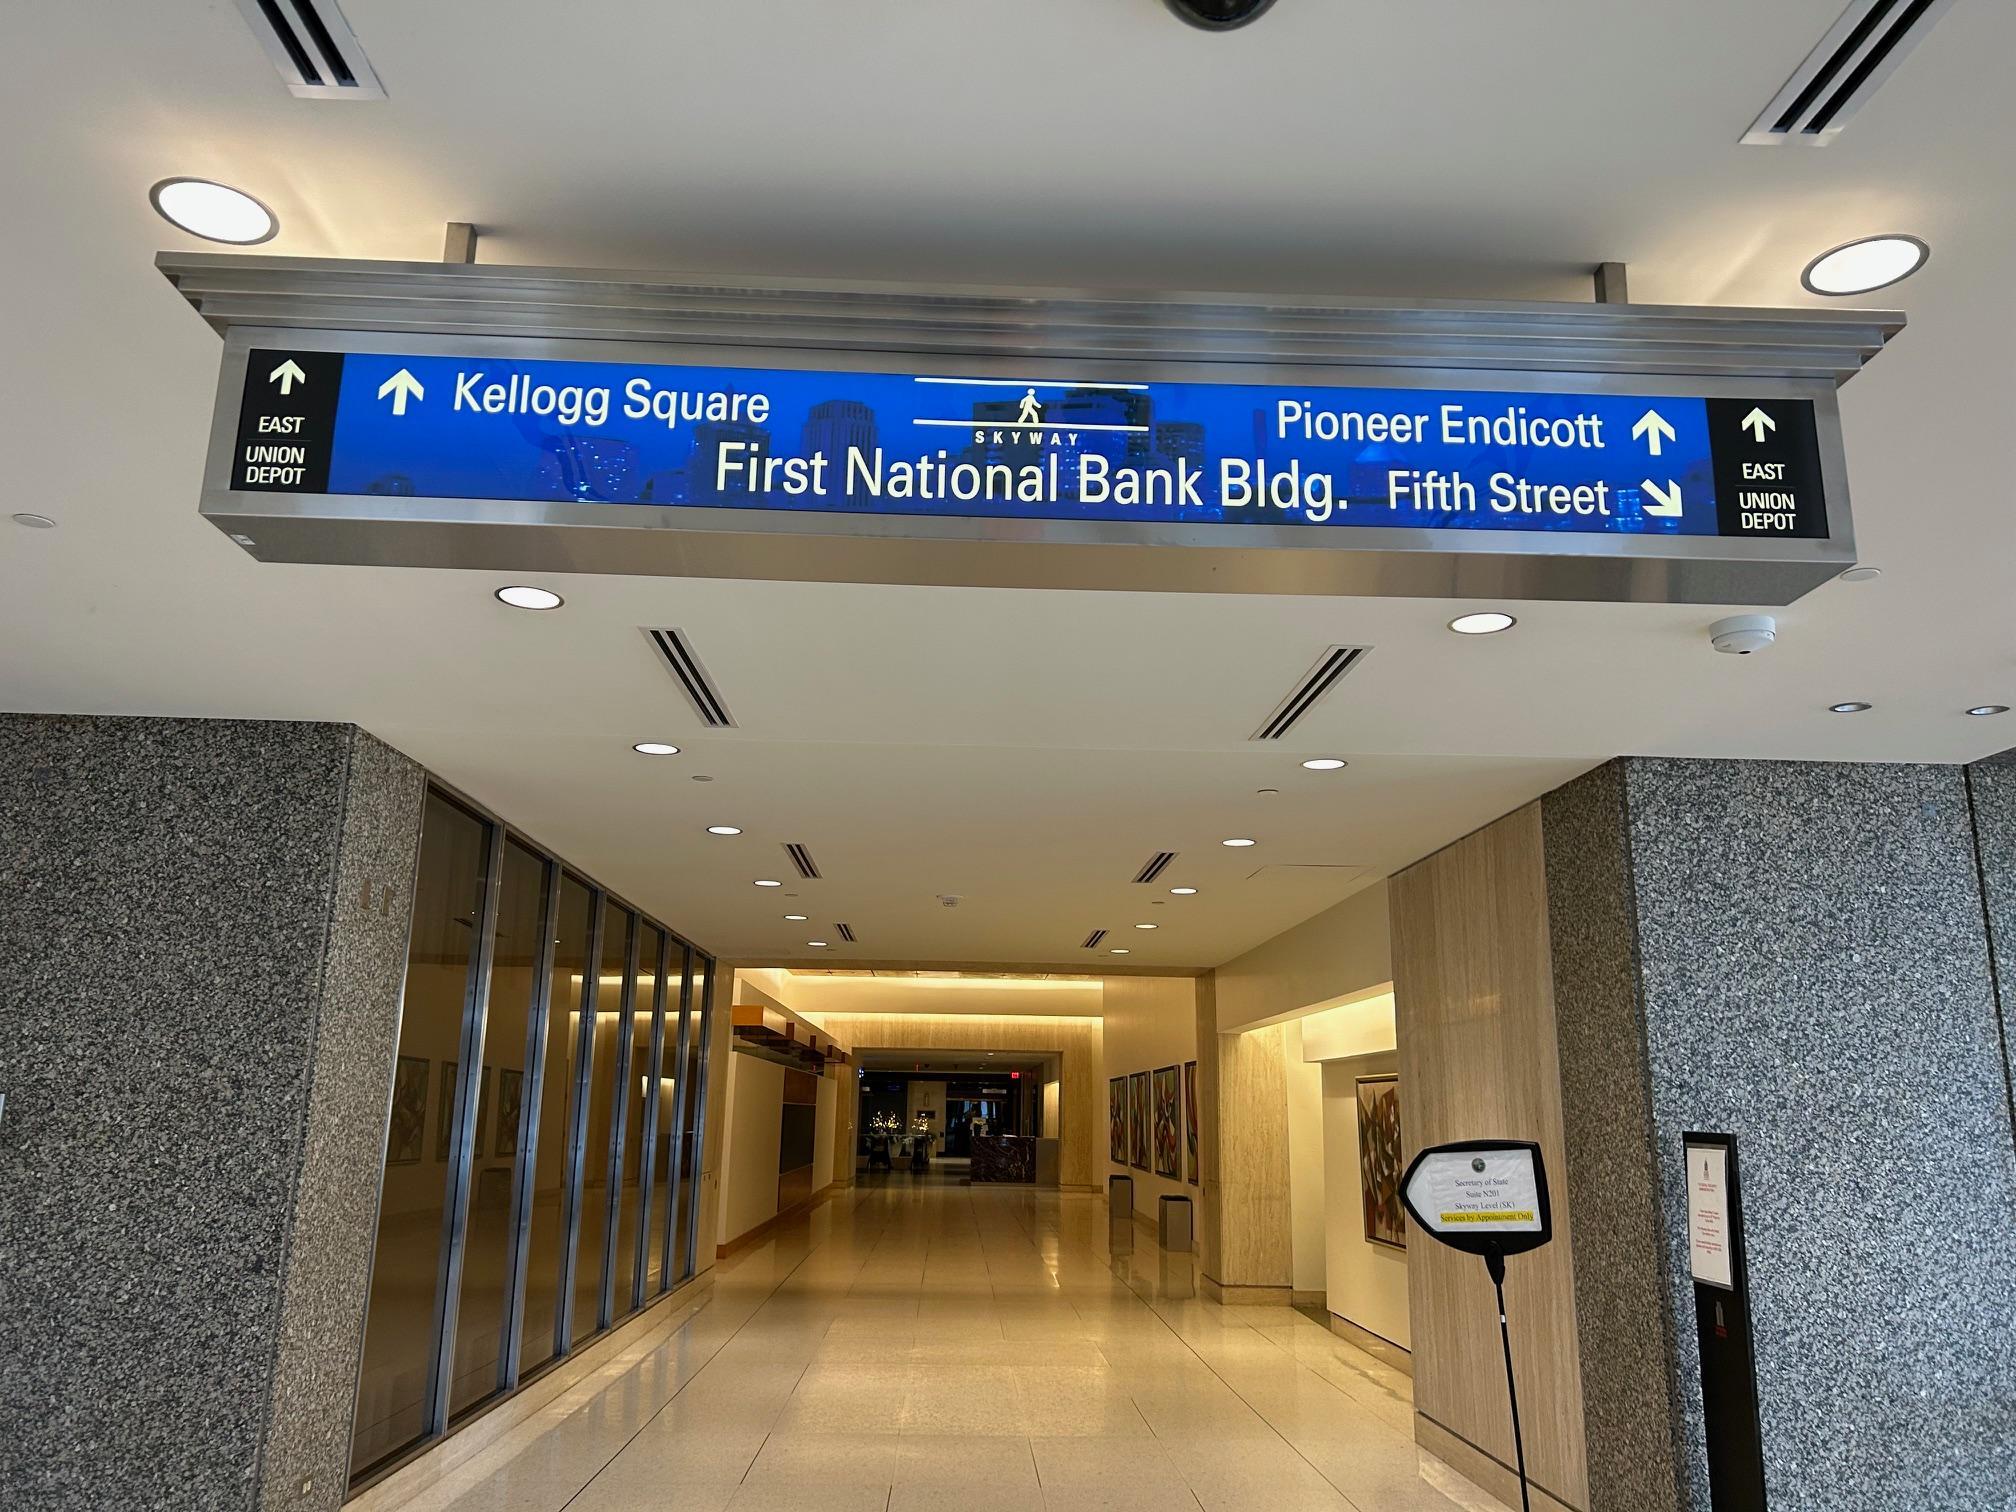 EAST
UNION
DEPOT
Kellogg Square
SKYWAY
First National Bank Bldg.
Pioneer Endicott
Fifth Street
EAST
UNION
DEPOT
Secretary of State
Suite N201
Skyway Level (SK)
Services by Appointment Only